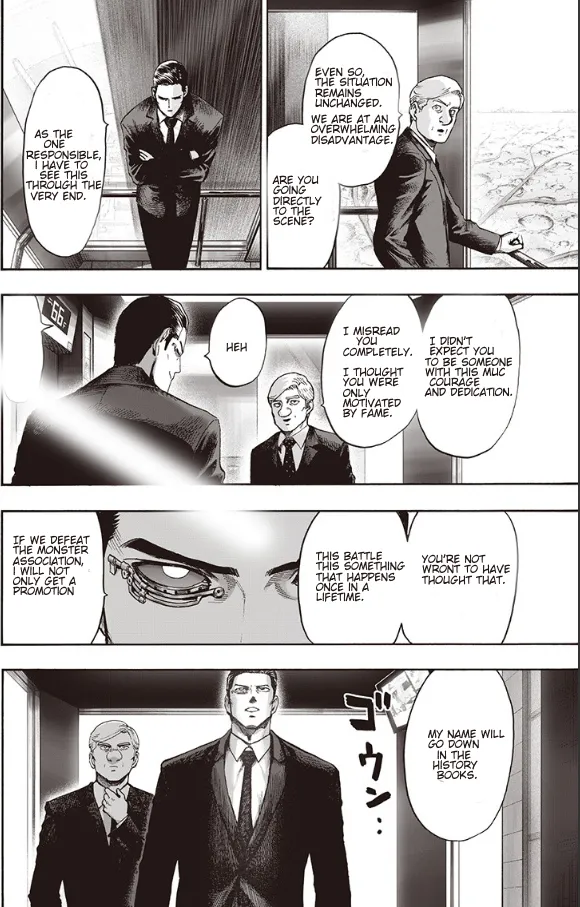 EVEN SO,
THE SITUATION
REMAINS
UNCHANGED.
WE ARE AT AN
OVERWHELMING
DISADVANTAGE.
ARE YOU
GOING
DIRECTLY
TO THE
SCENE?
AS THE
ONE
RESPONSIBLE,
I HAVE TO
SEE THIS
THROUGH THE
VERY END.
I DIDN'T
EXPECT YOU
TO BE SOMEONE
WITH THIS MUC
COURAGE
AND DEDICATION.
I MISREAD
YOU
COMPLETELY.
I THOUGHT
YOU WERE
ONLY
MOTIVATED
BY FAME.
HEH
-66F
YOU'RE NOT
WRONT TO HAVE
THOUGHT THAT.
THIS BATTLE
THIS SOMETHING
THAT HAPPENS
ONCE IN A
LIFETIME.
IF WE DEFEAT
THE MONSTER
ASSOCIATION,
I WILL NOT
ONLY GET A
PROMOTION
MY NAME WILL
GO DOWN
IN THE
HISTORY
BOOKS.
ゴウン‥